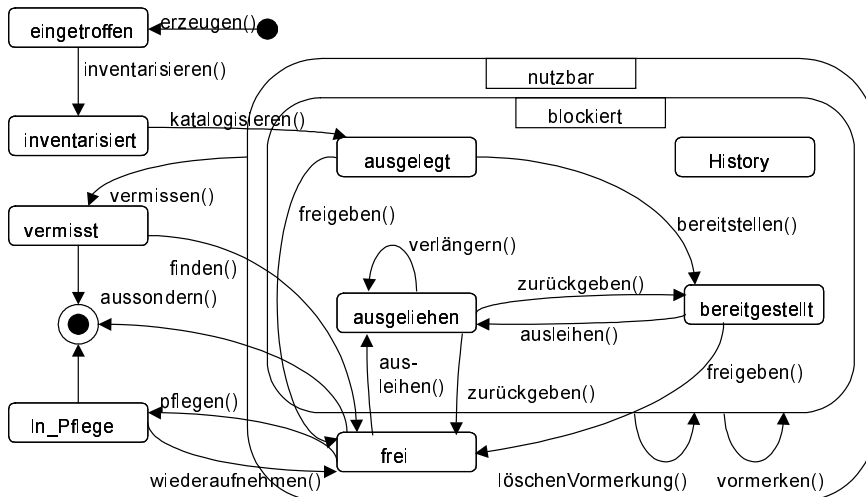 eingetroffen
erzeugen()
inventarisieren()
nutzbar
blockiert
inventarisiert
katalogisieren()
ausgelegt
History
vermissen()
vermisst
freigeben()
bereitstellen()
verlängern()
finden()
zurückgeben()
aussondern()
ausgeliehen
bereitgestellt
ausleihen()
aus-
leihen()
freigeben()
pflegen()
zurückgeben()
In_Pflege
frei
wiederaufnehmen()
löschenVormerkung()
vormerken()